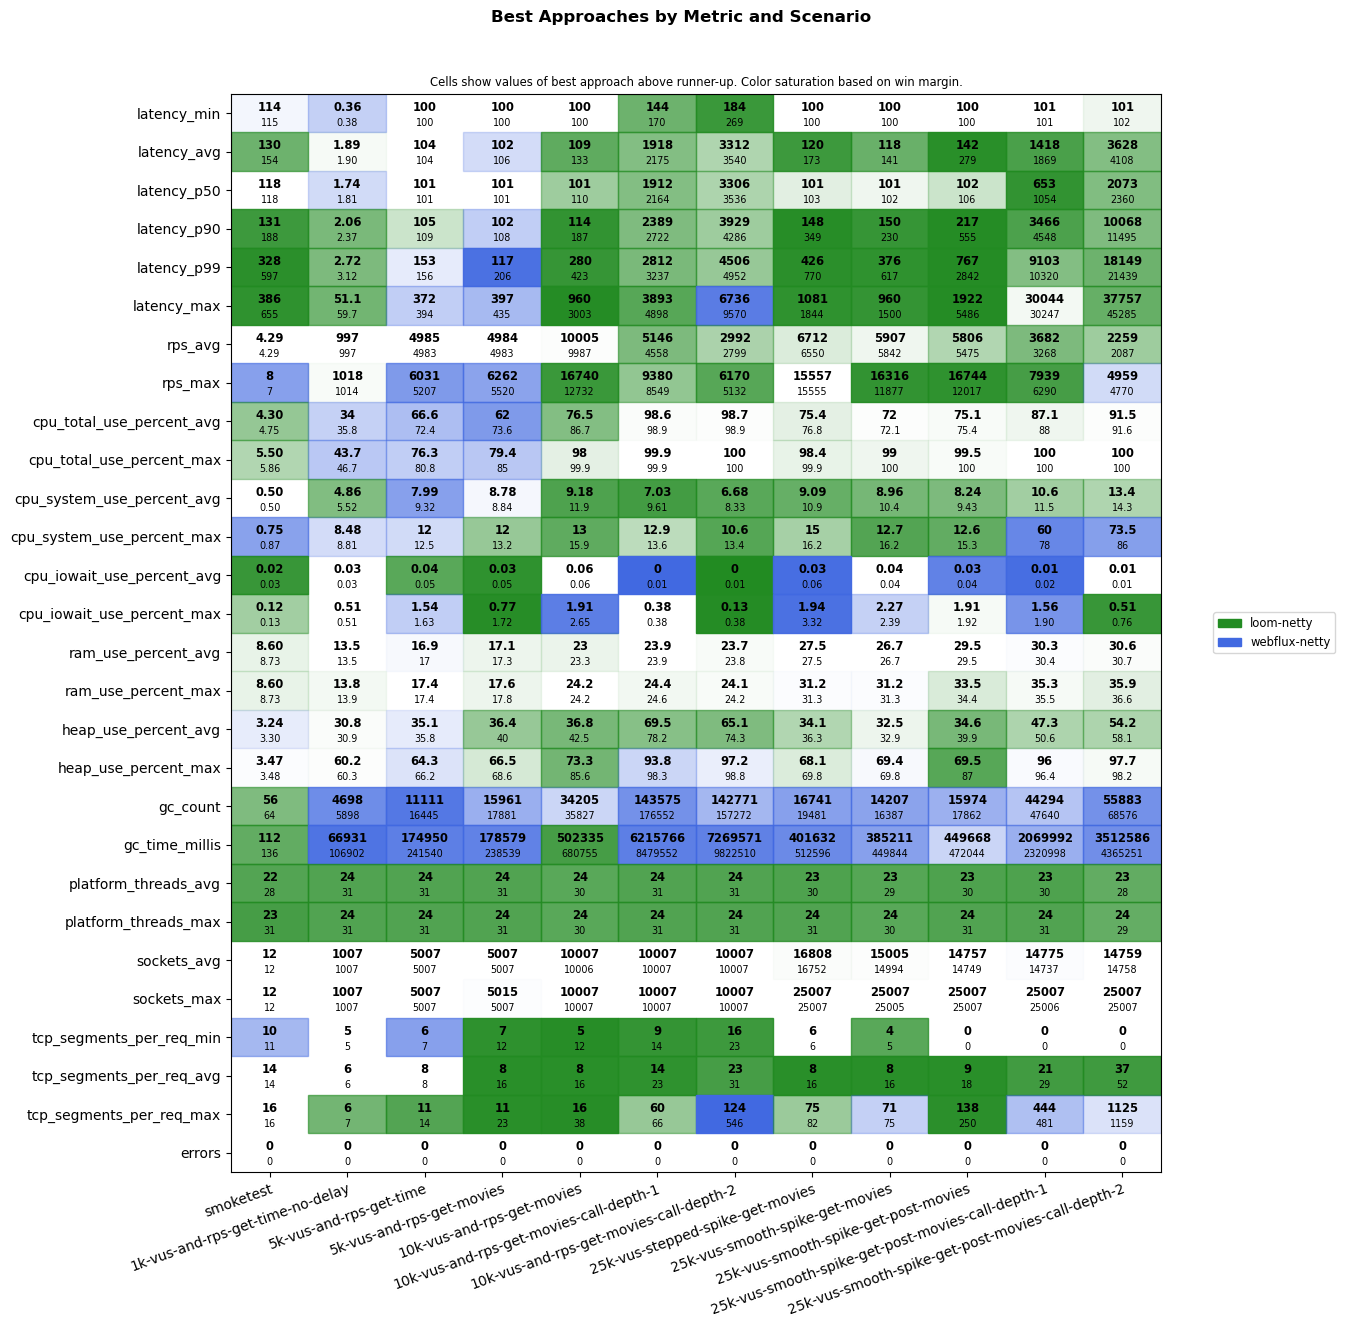 Best Approaches by Metric and Scenario
Cells show values of best approach above runner-up. Color saturation based on win margin.
latency_min 114 0.36 100 100 100 144 184 100 100 100 101 101
115 0.38 100 100 100 170 269 100 100 100 101 102
latency_avg 130 1.89 104 102 109 1918 3312 120 118 142 1418 3628
154 1.90 104 106 133 2175 3540 173 141 279 1869 4108
latency_p50 118 1.74 101 101 101 1912 3306 101 101 102 653 2073
118 1.81 101 101 110 2164 3536 103 102 106 1054 2360
latency_p90 131 2.06 105 102 114 2389 3929 148 150 217 3466 10068
188 2.37 109 108 187 2722 4286 349 230 555 4548 11495
latency_p99 328 2.72 153 117 280 2812 4506 426 376 767 9103 18149
597 3.12 156 206 423 3237 4952 770 617 2842 10320 21439
latency_max 386 51.1 372 397 960 3893 6736 1081 960 1922 30044 37757
655 59.7 394 435 3003 4898 9570 1844 1500 5486 30247 45285
rps_avg 4.29 997 4985 4984 10005 5146 2992 6712 5907 5806 3682 2259
4.29 997 4983 4983 9987 4558 2799 6550 5842 5475 3268 2087
rps_max 8 1018 6031 6262 16740 9380 6170 15557 16316 16744 7939 4959
7 1014 5207 5520 12732 8549 5132 15555 11877 12017 6290 4770
cpu_total_use_percent_avg 4.30 34 66.6 62 76.5 98.6 98.7 75.4 72 75.1 87.1 91.5
4.75 35.8 72.4 73.6 86.7 98.9 98.9 76.8 72.1 75.4 88 91.6
cpu_total_use_percent_max 5.50 43.7 76.3 79.4 98 99.9 99.9 98.4 99 99.5 100 100
5.86 46.7 80.8 85 99.9 99.9 100 99.9 100 100 100 100
cpu_system_use_percent_avg 0.50 4.86 7.99 8.78 9.18 7.03 6.68 9.09 8.96 8.24 10.6 13.4
0.50 5.52 9.32 8.84 11.9 9.61 8.33 10.9 10.4 9.43 11.5 14.3
cpu_system_use_percent_max 0.75 8.48 12 12 13 12.9 10.6 15 12.7 12.6 60 73.5
0.87 8.81 12.5 13.2 15.9 13.6 13.4 16.2 16.2 15.3 78 86
cpu_iowait_use_percent_avg 0.02 0.03 0.04 0.03 0.06 0 0 0.03 0.04 0.03 0.01 0.01
0.03 0.03 0.05 0.05 0.06 0.01 0.01 0.06 0.04 0.04 0.02 0.01
cpu_iowait_use_percent_max 0.12 0.51 1.54 0.77 1.91 0.38 0.13 1.94 2.27 1.91 1.56 0.51
0.13 0.51 1.63 1.72 2.65 0.38 0.38 3.32 2.39 1.92 1.90 0.76
ram_use_percent_avg 8.60 13.5 16.9 17.1 23 23.9 23.7 27.5 26.7 29.5 30.3 30.6
8.73 13.5 17 17.3 23.3 23.9 23.8 27.5 26.7 29.5 30.4 30.7
ram_use_percent_max 8.60 13.8 17.4 17.6 24.2 24.4 24.1 31.2 31.2 33.5 35.3 35.9
8.73 13.9 17.4 17.8 24.2 24.6 24.2 31.3 31.3 34.4 35.5 36.6
heap_use_percent_avg 3.24 30.8 35.1 36.4 36.8 69.5 65.1 34.1 32.5 34.6 47.3 54.2
3.30 30.9 35.8 40 42.5 78.2 74.3 36.3 32.9 39.9 50.6 58.1
heap_use_percent_max 3.47 60.2 64.3 66.5 73.3 93.8 97.2 68.1 69.4 69.5 96 97.7
3.48 60.3 66.2 68.6 85.6 98.3 98.8 69.8 69.8 87 96.4 98.2
gc_count 56 4698 11111 15961 34205 143575 142771 16741 14207 15974 44294 55883
64 5898 16445 17881 35827 176552 157272 19481 16387 17862 47640 68576
gc_time_millis 112 66931 174950 178579 502335 6215766 7269571 401632 385211 449668 2069992 3512586
136 106902 241540 238539 680755 8479552 9822510 512596 449844 472044 2320998 4365251
platform_threads_avg 22 24 24 24 24 24 24 24 23 23 23 23
28 31 31 31 30 31 31 30 29 30 30 28
platform_threads_max 23 24 24 24 24 24 24 24 24 24 24 24
31 31 31 31 30 31 31 31 30 31 31 29
sockets_avg 12 1007 5007 5007 10007 10007 10007 16808 15005 14757 14775 14759
12 1007 5007 5007 10006 10007 10007 16752 14994 14749 14737 14758
sockets_max 12 1007 5007 5015 10007 10007 10007 25007 25007 25007 25007 25007
12 1007 5007 5007 10007 10007 10007 25007 25005 25007 25006 25007
tcp_segments_per_req_min 10 5 6 7 5 9 16 6 4 0 0 0
11 5 7 12 12 14 23 6 5 0 0 0
tcp_segments_per_req_avg 14 6 8 8 8 14 23 8 8 9 21 37
14 6 8 16 16 23 31 16 16 18 29 52
tcp_segments_per_req_max 16 6 11 11 16 60 124 75 71 138 444 1125
16 7 14 23 38 66 546 82 75 250 481 1159
errors 0 0 0 0 0 0 0 0 0 0 0 0
0 0 0 0 0 0 0 0 0 0 0 0
loom-netty
webflux-netty
smoketest
1k-vus-and-rps-get-time-no-delay
5k-vus-and-rps-get-time
5k-vus-and-rps-get-movies
10k-vus-and-rps-get-movies
10k-vus-and-rps-get-movies-call-depth-1
10k-vus-and-rps-get-movies-call-depth-2
25k-vus-stepped-spike-get-movies
25k-vus-smooth-spike-get-movies
25k-vus-smooth-spike-get-post-movies
25k-vus-smooth-spike-get-post-movies-call-depth-1
25k-vus-smooth-spike-get-post-movies-call-depth-2